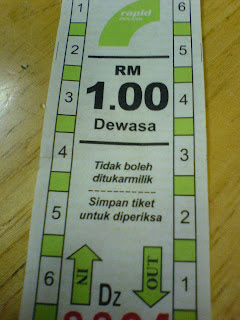 rapid
RM
1.00
Dewasa
Tidak boleh
ditukarmilik
Simpan tiket
untuk diperiksa
IN
OUT
Dz
1
2
3
4
5
6
6
5
4
3
2
1